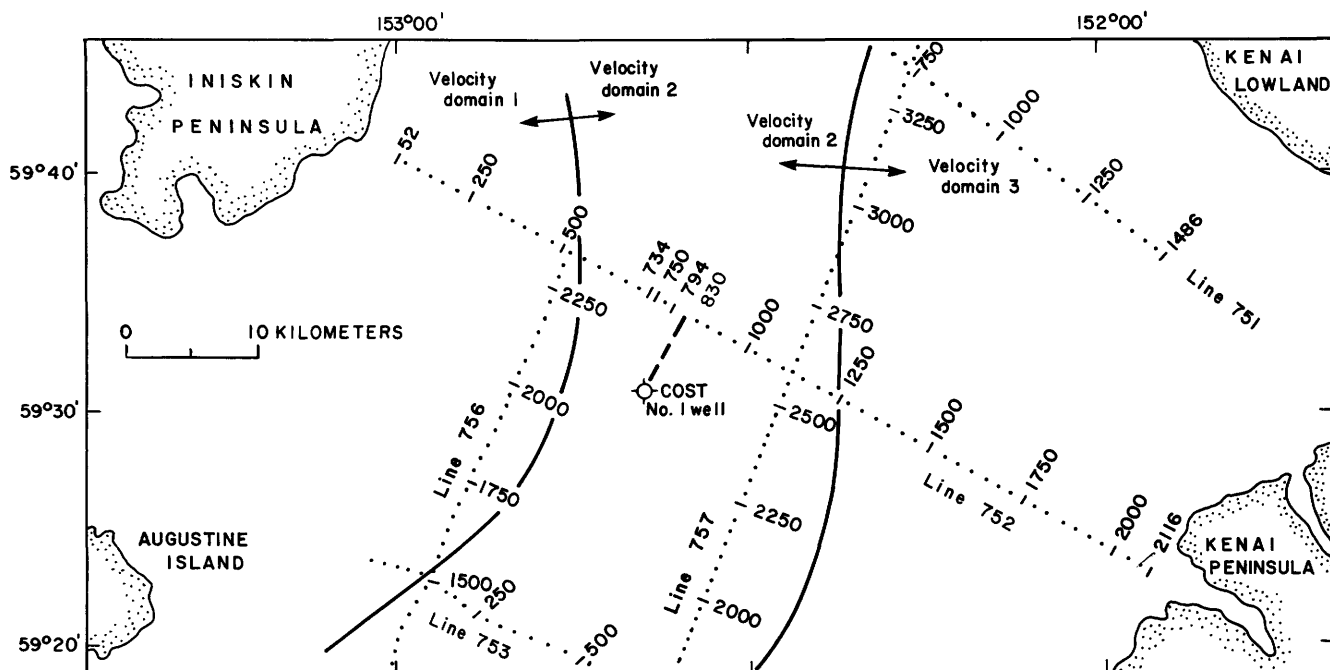 153°00'
152°00'
INISKIN
PENINSULA
Velocity
domain 1
Velocity
domain 2
Velocity
domain 2
Velocity
domain 3
KENAI
LOWLAND
750
3250
1000
1250
1486
Line 751
59°40'
52
250
500
734
750
794
830
1000
1250
1500
1750
2000
2116
Line 752
3000
2750
2500
2250
2000
Line 757
2250
2000
1750
1500
Line 756
0 10 KILOMETERS
COST
No. 1 well
59°30'
AUGUSTINE
ISLAND
250
500
Line 753
KENAI
PENINSULA
59°20'